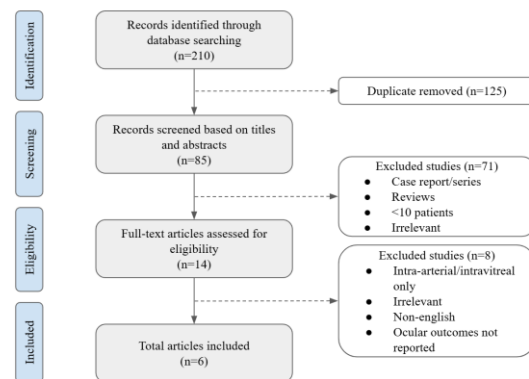 Identification
Records identified through
database searching
(n=210)
Duplicate removed (n=125)
Screening
Records screened based on titles
and abstracts
(n=85)
Excluded studies (n=71)
● Case report/series
● Reviews
● <10 patients
● Irrelevant
Eligibility
Full-text articles assessed for
eligibility
(n=14)
Excluded studies (n=8)
● Intra-arterial/intravitreal
only
● Irrelevant
● Non-english
● Ocular outcomes not
reported
Included
Total articles included
(n=6)